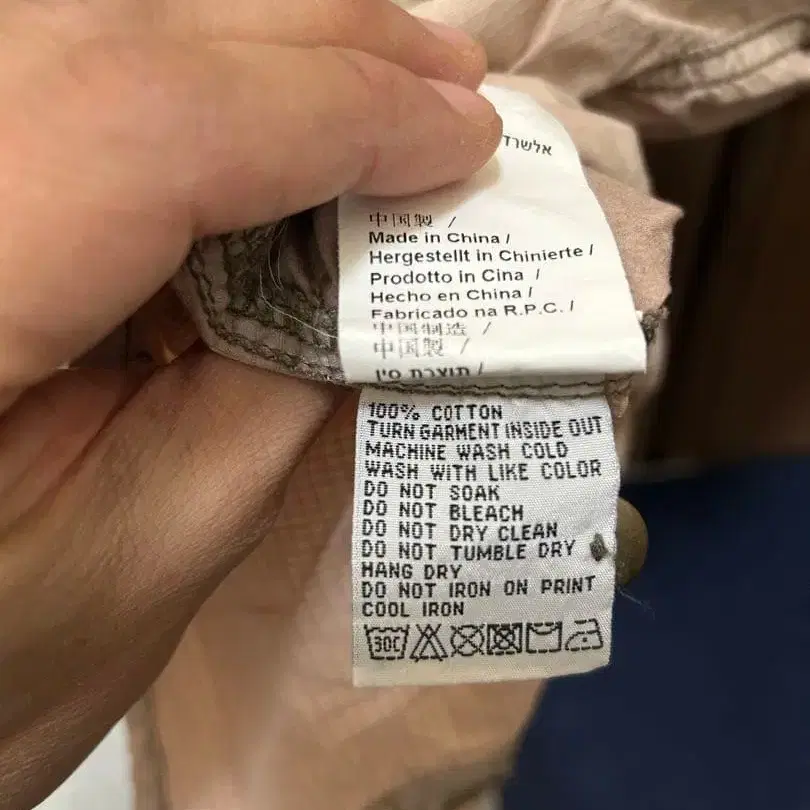 אלשרד
中国製 /
Made in China /
Hergestellt in Chinierte /
Prodotto in Cina /
Hecho en China /
Fabricado na R.P.C. /
中国制造 /
中国製 /
תוצרת סין /
100% COTTON
TURN GARMENT INSIDE OUT
MACHINE WASH COLD
WASH WITH LIKE COLOR
DO NOT SOAK
DO NOT BLEACH
DO NOT DRY CLEAN
DO NOT TUMBLE DRY
HANG DRY
DO NOT IRON ON PRINT
COOL IRON
30C